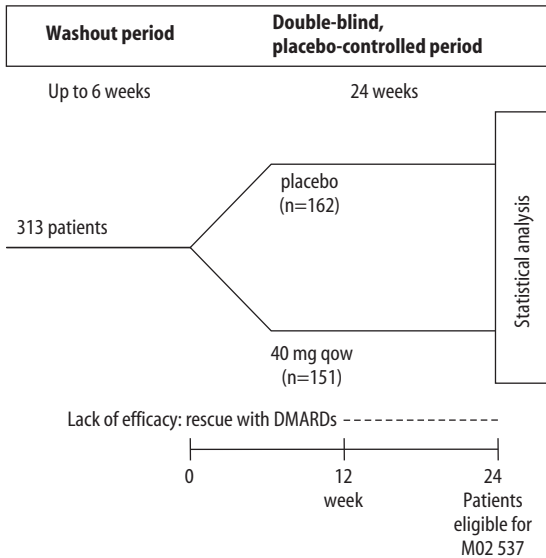 Washout period
Double-blind,
placebo-controlled period
Up to 6 weeks
24 weeks
placebo
(n=162)
313 patients
Statistical analysis
40 mg qow
(n=151)
Lack of efficacy: rescue with DMARDs
0
12
24
week
Patients
eligible for
M02 537